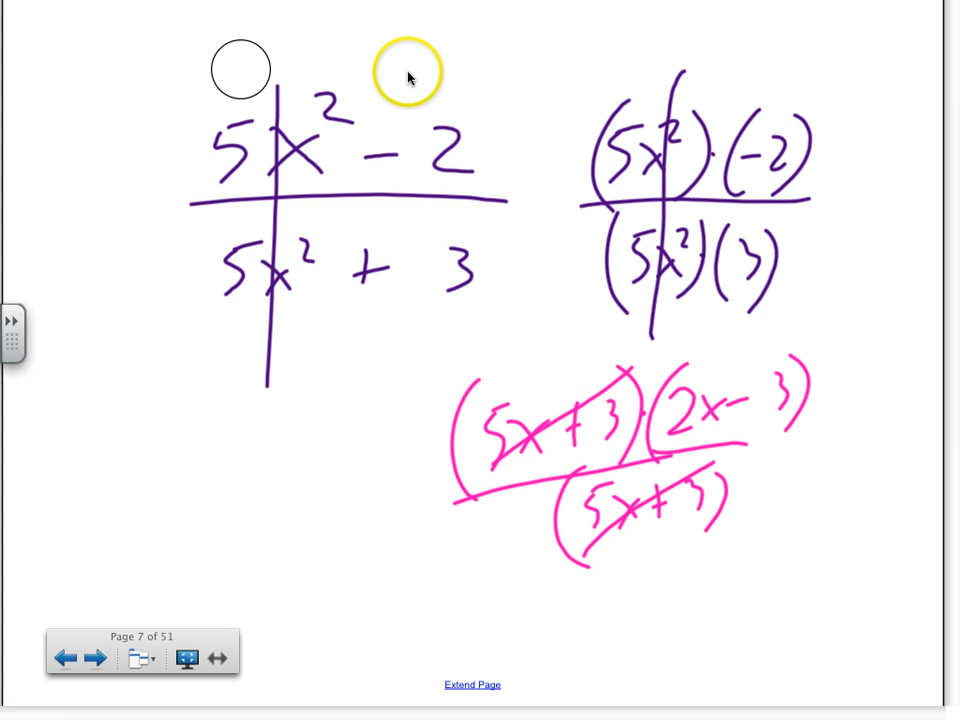 5x² - 2
5x² + 3
(5x²)·(-2)
(5x²)(3)
(5x+3)·(2x-3)
(5x+3)
Page 7 of 51
Extend Page